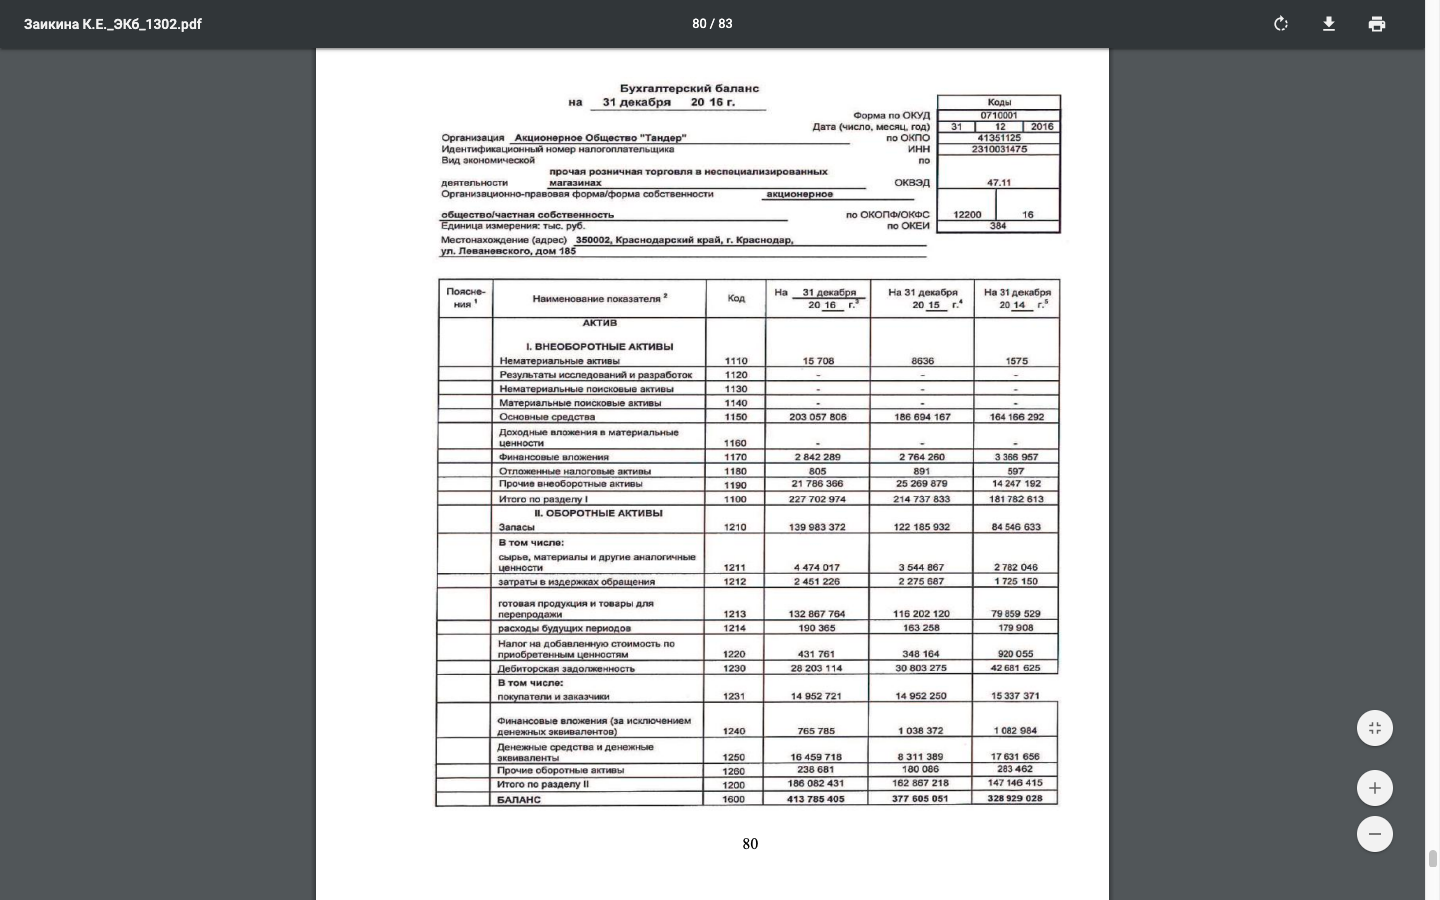 Заикина К.Е._ЭКб_1302.pdf
80 / 83
Бухгалтерский баланс
на 31 декабря 20 16 г.
Коды
Форма по ОКУД 0710001
Дата (число, месяц, год) 31 12 2016
Организация Акционерное Общество "Тандер" по ОКПО 41351125
Идентификационный номер налогоплательщика ИНН 2310031475
Вид экономической по
прочая розничная торговля в неспециализированных
деятельности магазинах ОКВЭД 47.11
Организационно-правовая форма/форма собственности акционерное
общество/частная собственность по ОКОПФ/ОКФС 12200 16
Единица измерения: тыс. руб. по ОКЕИ 384
Местонахождение (адрес) 350002, Краснодарский край, г. Краснодар,
ул. Леваневского, дом 185
Поясне- На 31 декабря На 31 декабря На 31 декабря
ния 1 Наименование показателя 2 Код 20 16 г.3 20 15 г.4 20 14 г.5
АКТИВ
I. ВНЕОБОРОТНЫЕ АКТИВЫ
Нематериальные активы 1110 15 708 8636 1575
Результаты исследований и разработок 1120 - - -
Нематериальные поисковые активы 1130 - - -
Материальные поисковые активы 1140 - - -
Основные средства 1150 203 057 806 186 694 167 164 166 292
Доходные вложения в материальные
ценности 1160 - - -
Финансовые вложения 1170 2 842 289 2 764 260 3 366 957
Отложенные налоговые активы 1180 805 891 597
Прочие внеоборотные активы 1190 21 786 366 25 269 879 14 247 192
Итого по разделу I 1100 227 702 974 214 737 833 181 782 613
II. ОБОРОТНЫЕ АКТИВЫ
Запасы 1210 139 983 372 122 185 932 84 546 633
В том числе:
сырье, материалы и другие аналогичные
ценности 1211 4 474 017 3 544 867 2 782 046
затраты в издержках обращения 1212 2 451 226 2 275 687 1 725 150
готовая продукция и товары для
перепродажи 1213 132 867 764 116 202 120 79 859 529
расходы будущих периодов 1214 190 365 163 258 179 908
Налог на добавленную стоимость по
приобретенным ценностям 1220 431 761 348 164 920 055
Дебиторская задолженность 1230 28 203 114 30 803 275 42 681 625
В том числе:
покупатели и заказчики 1231 14 952 721 14 952 250 15 337 371
Финансовые вложения (за исключением
денежных эквивалентов) 1240 765 785 1 038 372 1 082 984
Денежные средства и денежные
эквиваленты 1250 16 459 718 8 311 389 17 631 656
Прочие оборотные активы 1260 238 681 180 086 283 462
Итого по разделу II 1200 186 082 431 162 867 218 147 146 415
БАЛАНС 1600 413 785 405 377 605 051 328 929 028
80